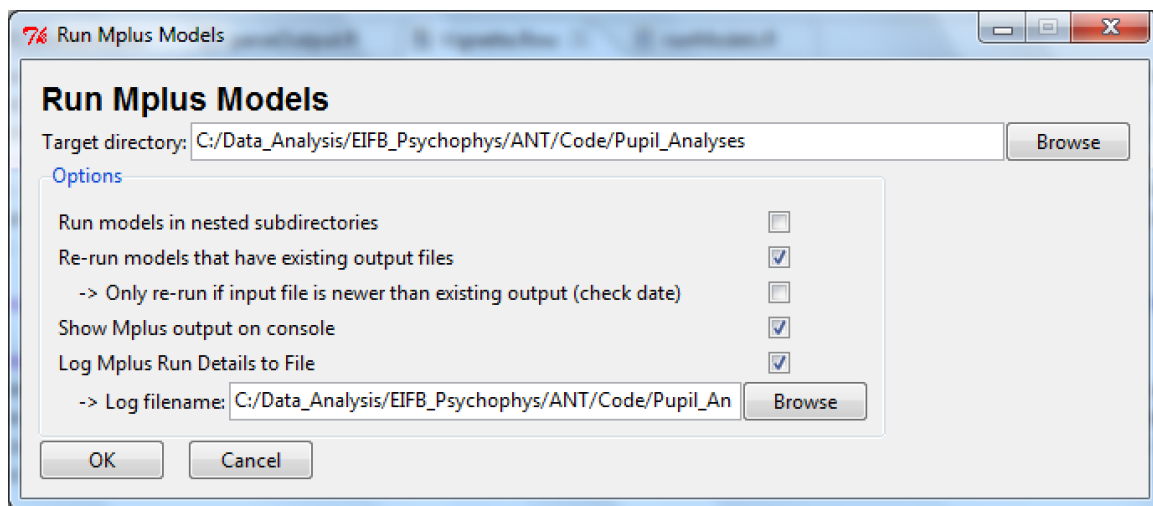 Run Mplus Models
Run Mplus Models
Target directory: C:/Data_Analysis/EIFB_Psychophys/ANT/Code/Pupil_Analyses Browse
Options
Run models in nested subdirectories
Re-run models that have existing output files
-> Only re-run if input file is newer than existing output (check date)
Show Mplus output on console
Log Mplus Run Details to File
-> Log filename: C:/Data_Analysis/EIFB_Psychophys/ANT/Code/Pupil_An Browse
OK Cancel